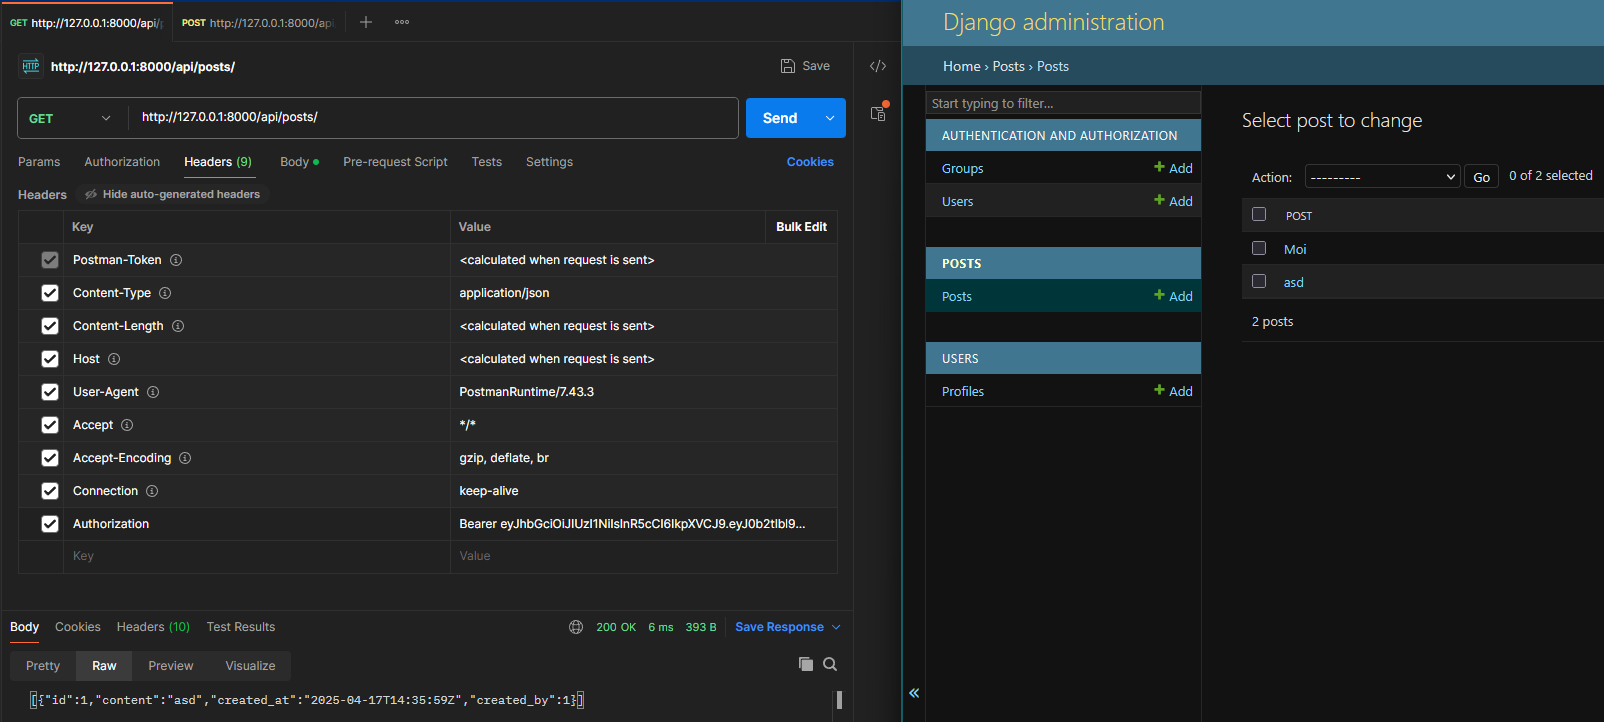 GET http://127.0.0.1:8000/api/
POST http://127.0.0.1:8000/api
HTTP http://127.0.0.1:8000/api/posts/
Save
GET
http://127.0.0.1:8000/api/posts/
Send
Params Authorization Headers (9) Body Pre-request Script Tests Settings Cookies
Headers Hide auto-generated headers
Key Value Bulk Edit
Postman-Token <calculated when request is sent>
Content-Type application/json
Content-Length <calculated when request is sent>
Host <calculated when request is sent>
User-Agent PostmanRuntime/7.43.3
Accept */*
Accept-Encoding gzip, deflate, br
Connection keep-alive
Authorization Bearer eyJhbGciOiJIUzI1NiIsInR5cCI6IkpXVCJ9.eyJ0b2tlbl9...
Key Value
Body Cookies Headers (10) Test Results 200 OK 6 ms 393 B Save Response
Pretty Raw Preview Visualize
[{"id":1,"content":"asd","created_at":"2025-04-17T14:35:59Z","created_by":1}]
Django administration
Home › Posts › Posts
Start typing to filter...
AUTHENTICATION AND AUTHORIZATION
Groups + Add
Users + Add
POSTS
Posts + Add
USERS
Profiles + Add
«
Select post to change
Action: --------- Go 0 of 2 selected
POST
Moi
asd
2 posts